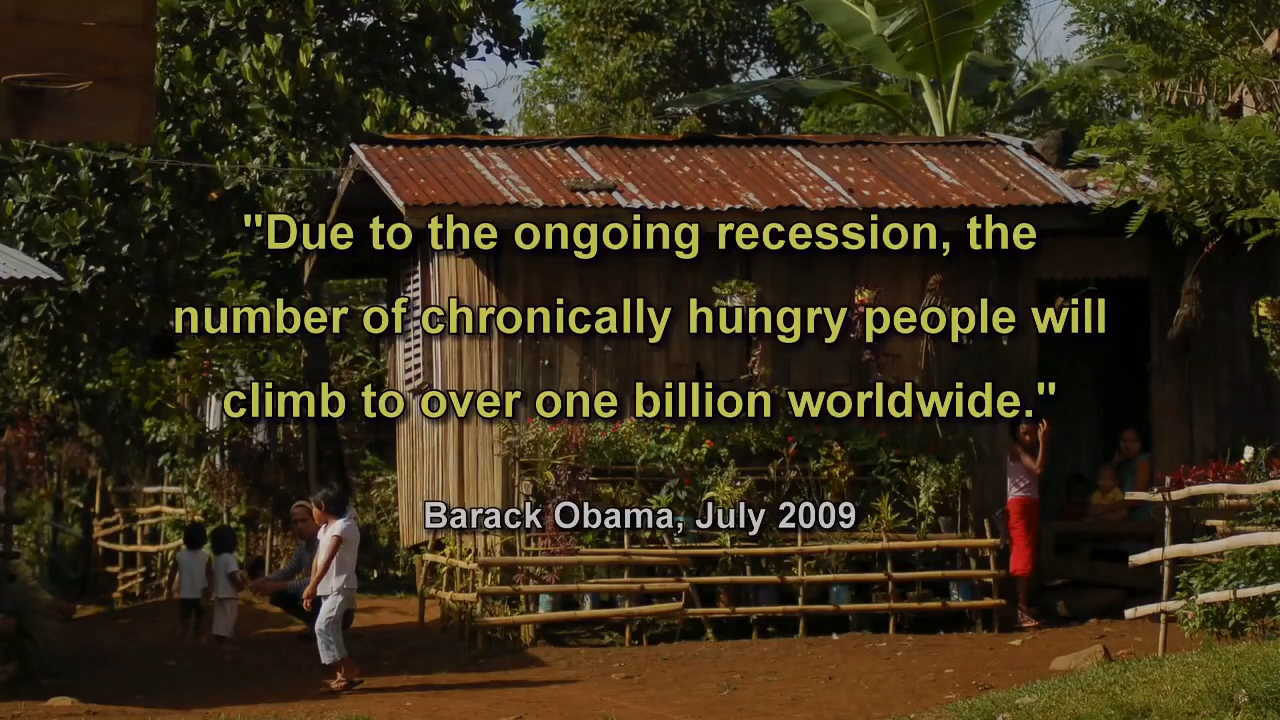 "Due to the ongoing recession, the
number of chronically hungry people will
climb to over one billion worldwide."
Barack Obama, July 2009